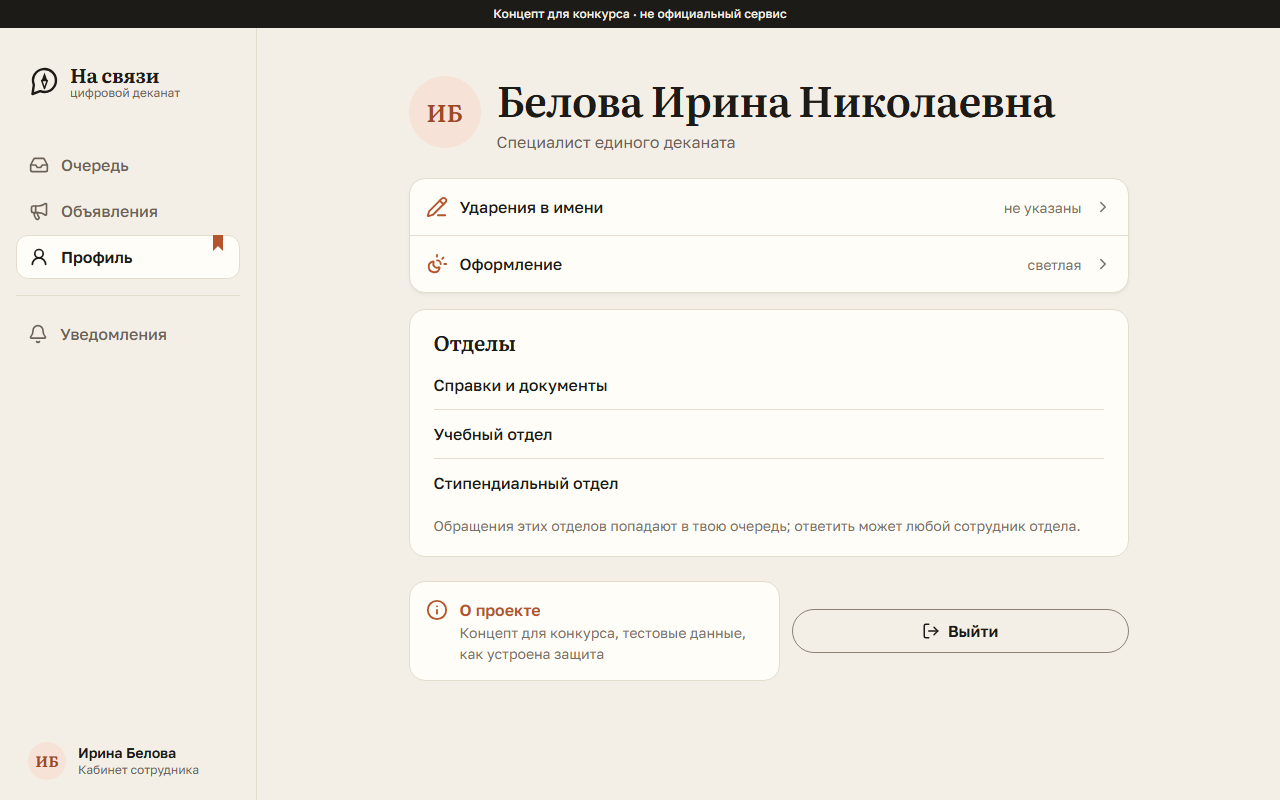 Концепт для конкурса · не официальный сервис
На связи
цифровой деканат
Очередь
Объявления
Профиль
Уведомления
ИБ
Ирина Белова
Кабинет сотрудника
ИБ
Белова Ирина Николаевна
Специалист единого деканата
Ударения в имени
не указаны
Оформление
светлая
Отделы
Справки и документы
Учебный отдел
Стипендиальный отдел
Обращения этих отделов попадают в твою очередь; ответить может любой сотрудник отдела.
О проекте
Концепт для конкурса, тестовые данные,
как устроена защита
Выйти